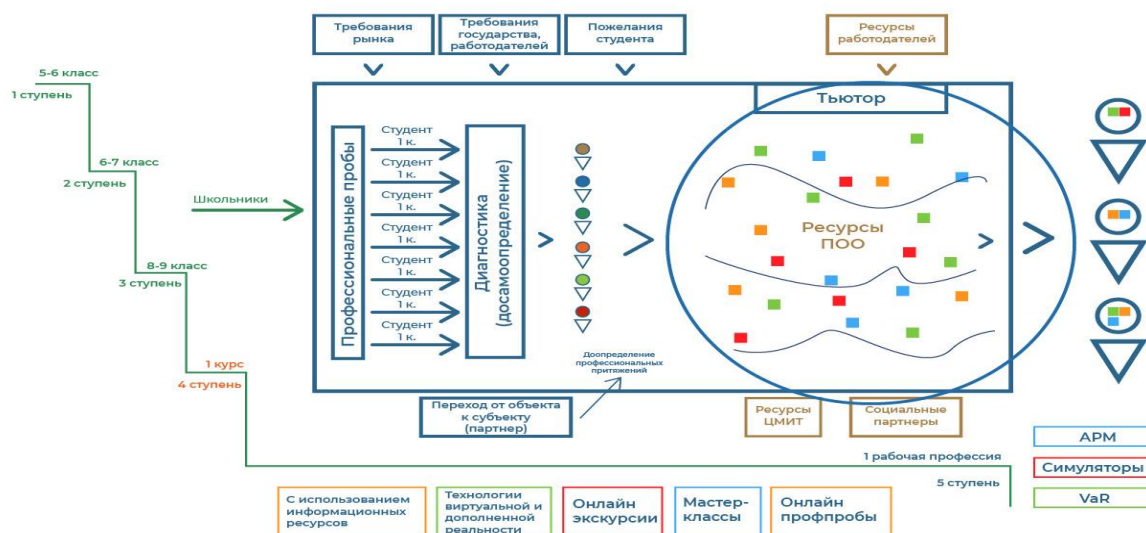 Требования
рынка
Требования
государства,
работодателей
Пожелания
студента
Ресурсы
работодателей
5-6 класс
1 ступень
6-7 класс
2 ступень
8-9 класс
3 ступень
1 курс
4 ступень
Школьники
Профессиональные пробы
Студент
1 к.
Студент
1 к.
Студент
1 к.
Студент
1 к.
Студент
1 к.
Студент
1 к.
Студент
1 к.
Диагностика
(досамоопределение)
Тьютор
Ресурсы
ПОО
Доопределение
профессиональных
притяжений
Переход от объекта
к субъекту
(партнер)
Ресурсы
ЦМИТ
Социальные
партнеры
1 рабочая профессия
5 ступень
АРМ
Симуляторы
VaR
С использованием
информационных
ресурсов
Технологии
виртуальной и
дополненной
реальности
Онлайн
экскурсии
Мастер-
классы
Онлайн
профпробы